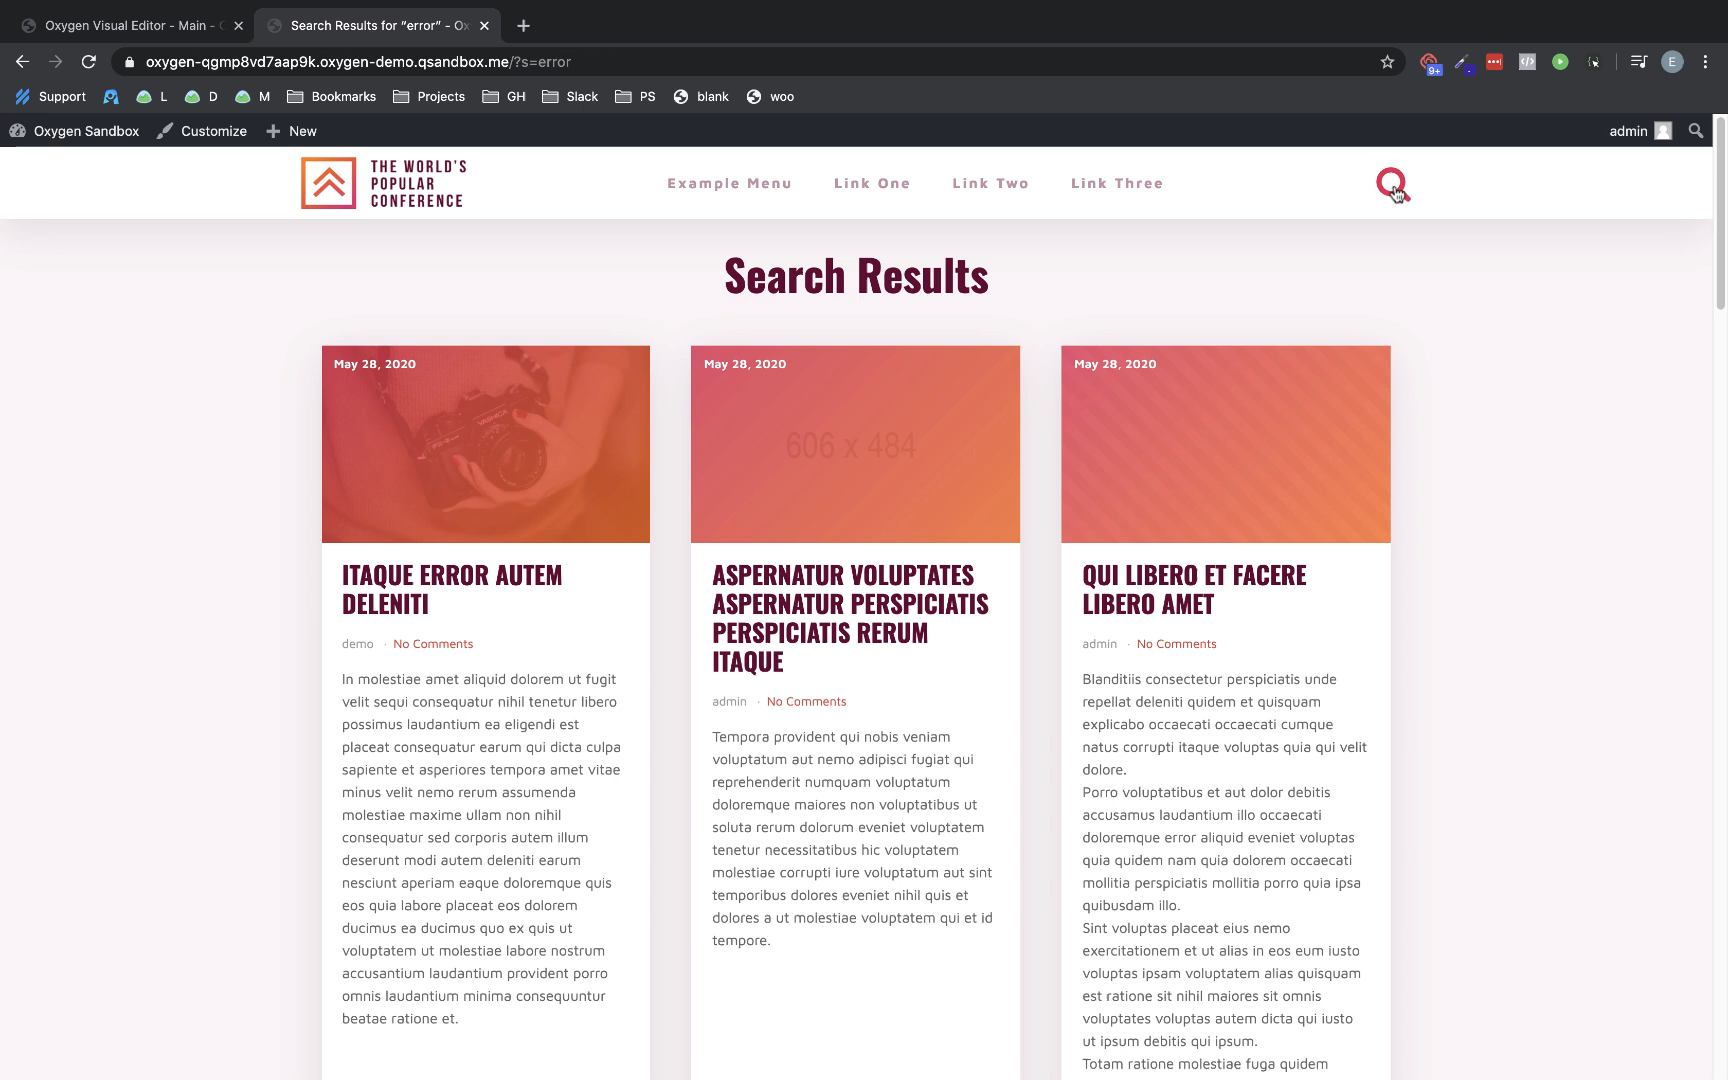 Oxygen Visual Editor - Main -
Search Results for “error” - Ox
oxygen-qgmp8vd7aap9k.oxygen-demo.qsandbox.me/?s=error
9+
E
Support
L
D
M
Bookmarks
Projects
GH
Slack
PS
blank
woo
Oxygen Sandbox
Customize
New
admin
THE WORLD'S
POPULAR
CONFERENCE
Example Menu
Link One
Link Two
Link Three
Search Results
May 28, 2020
YASHICA
ITAQUE ERROR AUTEM
DELENITI
demo · No Comments
In molestiae amet aliquid dolorem ut fugit
velit sequi consequatur nihil tenetur libero
possimus laudantium ea eligendi est
placeat consequatur earum qui dicta culpa
sapiente et asperiores tempora amet vitae
minus velit nemo rerum assumenda
molestiae maxime ullam non nihil
consequatur sed corporis autem illum
deserunt modi autem deleniti earum
nesciunt aperiam eaque doloremque quis
eos quia labore placeat eos dolorem
ducimus ea ducimus quo ex quis ut
voluptatem ut molestiae labore nostrum
accusantium laudantium provident porro
omnis laudantium minima consequuntur
beatae ratione et.
May 28, 2020
606 x 484
ASPERNATUR VOLUPTATES
ASPERNATUR PERSPICIATIS
PERSPICIATIS RERUM
ITAQUE
admin · No Comments
Tempora provident qui nobis veniam
voluptatum aut nemo adipisci fugiat qui
reprehenderit numquam voluptatum
doloremque maiores non voluptatibus ut
soluta rerum dolorum eveniet voluptatem
tenetur necessitatibus hic voluptatem
molestiae corrupti iure voluptatum aut sint
temporibus dolores eveniet nihil quis et
dolores a ut molestiae voluptatem qui et id
tempore.
May 28, 2020
QUI LIBERO ET FACERE
LIBERO AMET
admin · No Comments
Blanditiis consectetur perspiciatis unde
repellat deleniti quidem et quisquam
explicabo occaecati occaecati cumque
natus corrupti itaque voluptas quia qui velit
dolore.
Porro voluptatibus et aut dolor debitis
accusamus laudantium illo occaecati
doloremque error aliquid eveniet voluptas
quia quidem nam quia dolorem occaecati
mollitia perspiciatis mollitia porro quia ipsa
quibusdam illo.
Sint voluptas placeat eius nemo
exercitationem et ut alias in eos eum iusto
voluptas ipsam voluptatem alias quisquam
est ratione sit nihil maiores sit omnis
voluptates voluptas autem dicta qui iusto
ut ipsum debitis qui ipsum.
Totam ratione molestiae fuga quidem